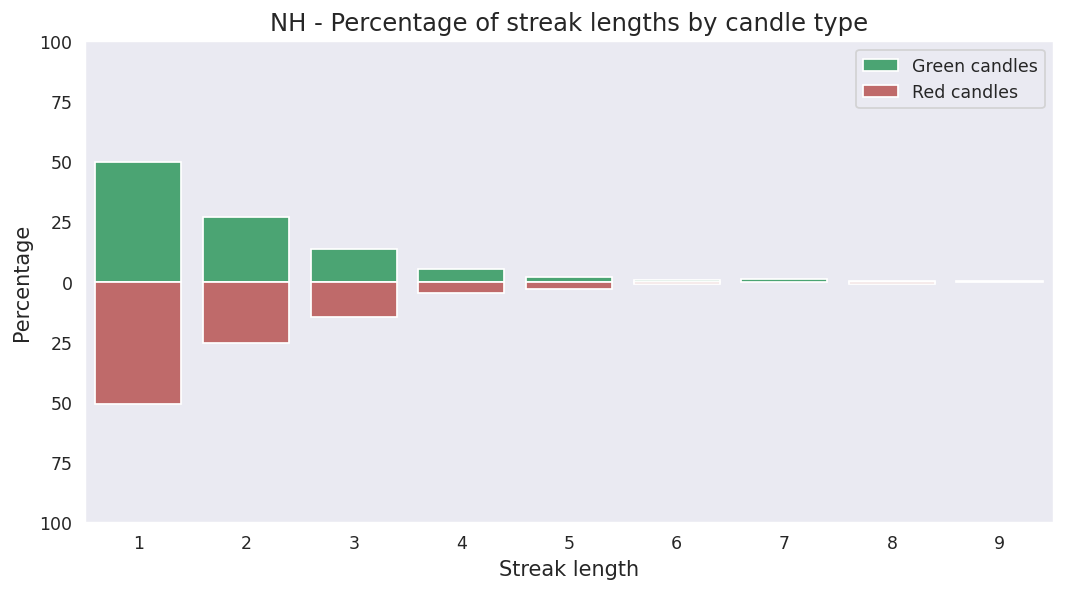 NH - Percentage of streak lengths by candle type
Green candles
Red candles
Percentage
100
75
50
25
0
25
50
75
100
1 2 3 4 5 6 7 8 9
Streak length